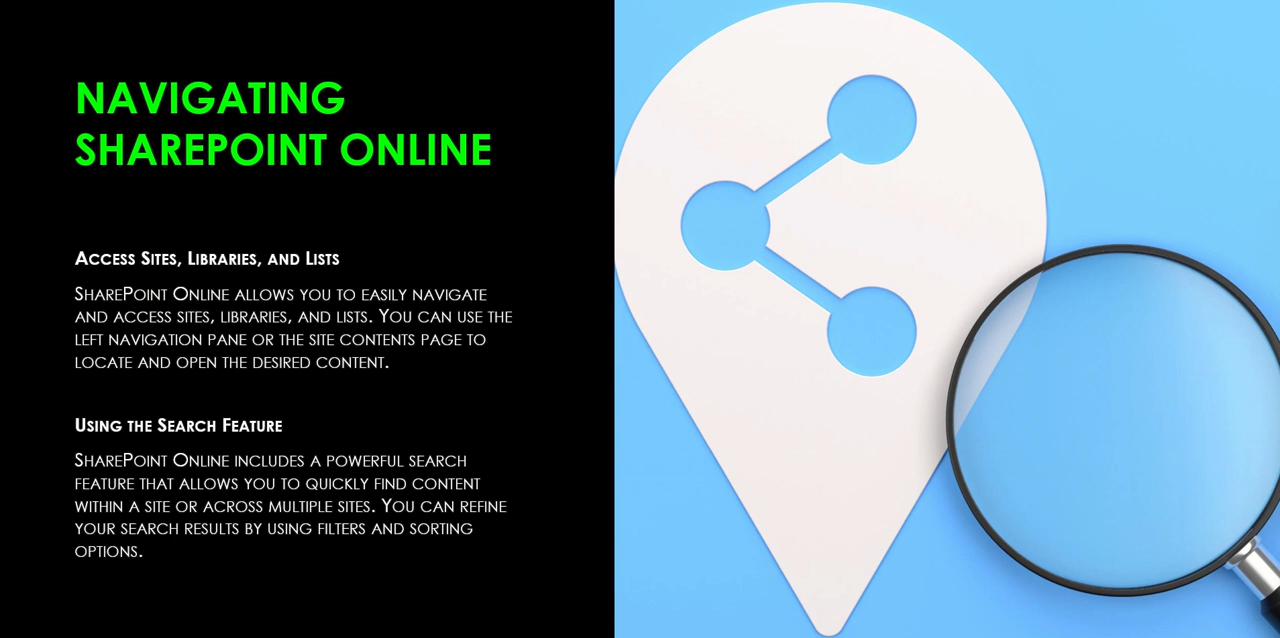 NAVIGATING
SHAREPOINT ONLINE
Access Sites, Libraries, and Lists
SharePoint Online allows you to easily navigate
and access sites, libraries, and lists. You can use the
left navigation pane or the site contents page to
locate and open the desired content.
Using the Search Feature
SharePoint Online includes a powerful search
feature that allows you to quickly find content
within a site or across multiple sites. You can refine
your search results by using filters and sorting
options.